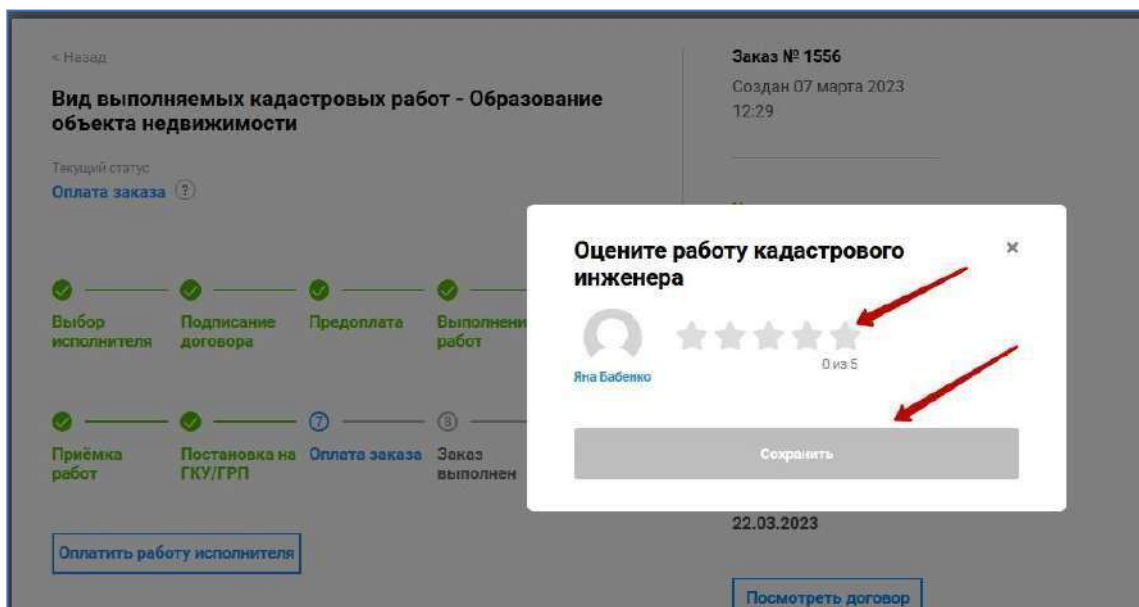 < Назад
Вид выполняемых кадастровых работ - Образование
объекта недвижимости
Текущий статус
Оплата заказа ?
Выбор
исполнителя
Подписание
договора
Предоплата
Выполнени
работ
Приёмка
работ
Постановка на
ГКУ/ГРП
7
Оплата заказа
8
Заказ
выполнен
Оплатить работу исполнителя
Заказ № 1556
Создан 07 марта 2023
12:29
Оцените работу кадастрового
инженера
×
Яна Бабенко
0 из 5
Сохранить
22.03.2023
Посмотреть договор